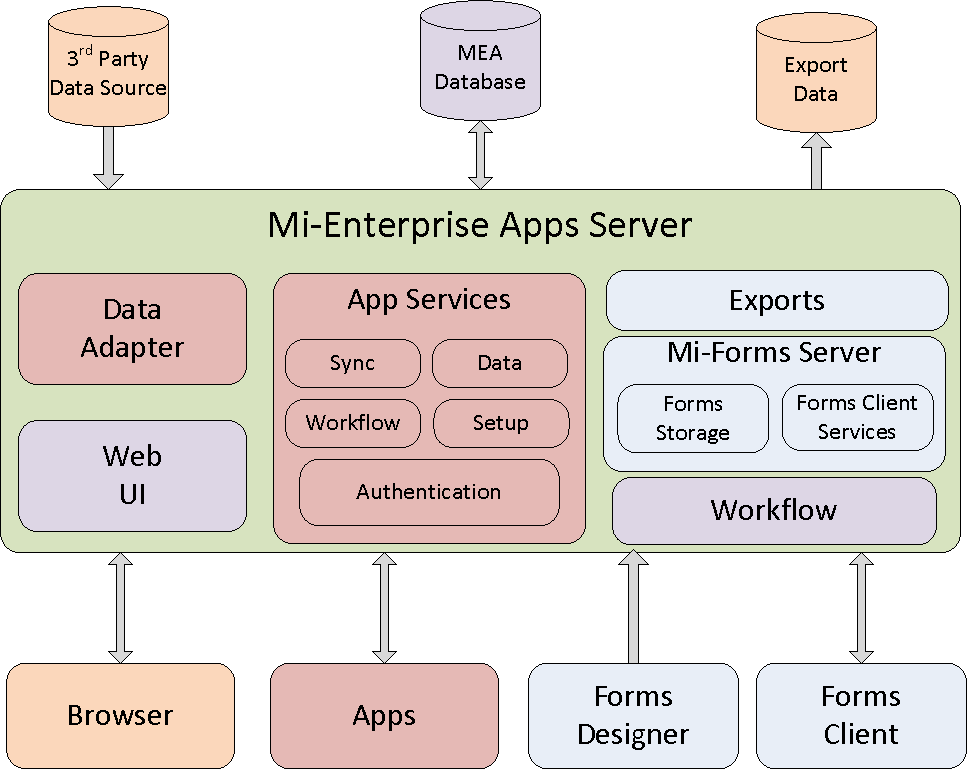 3rd Party
Data Source
MEA
Database
Export
Data
Mi-Enterprise Apps Server
Data
Adapter
Web
UI
App Services
Sync
Data
Workflow
Setup
Authentication
Exports
Mi-Forms Server
Forms
Storage
Forms Client
Services
Workflow
Browser
Apps
Forms
Designer
Forms
Client